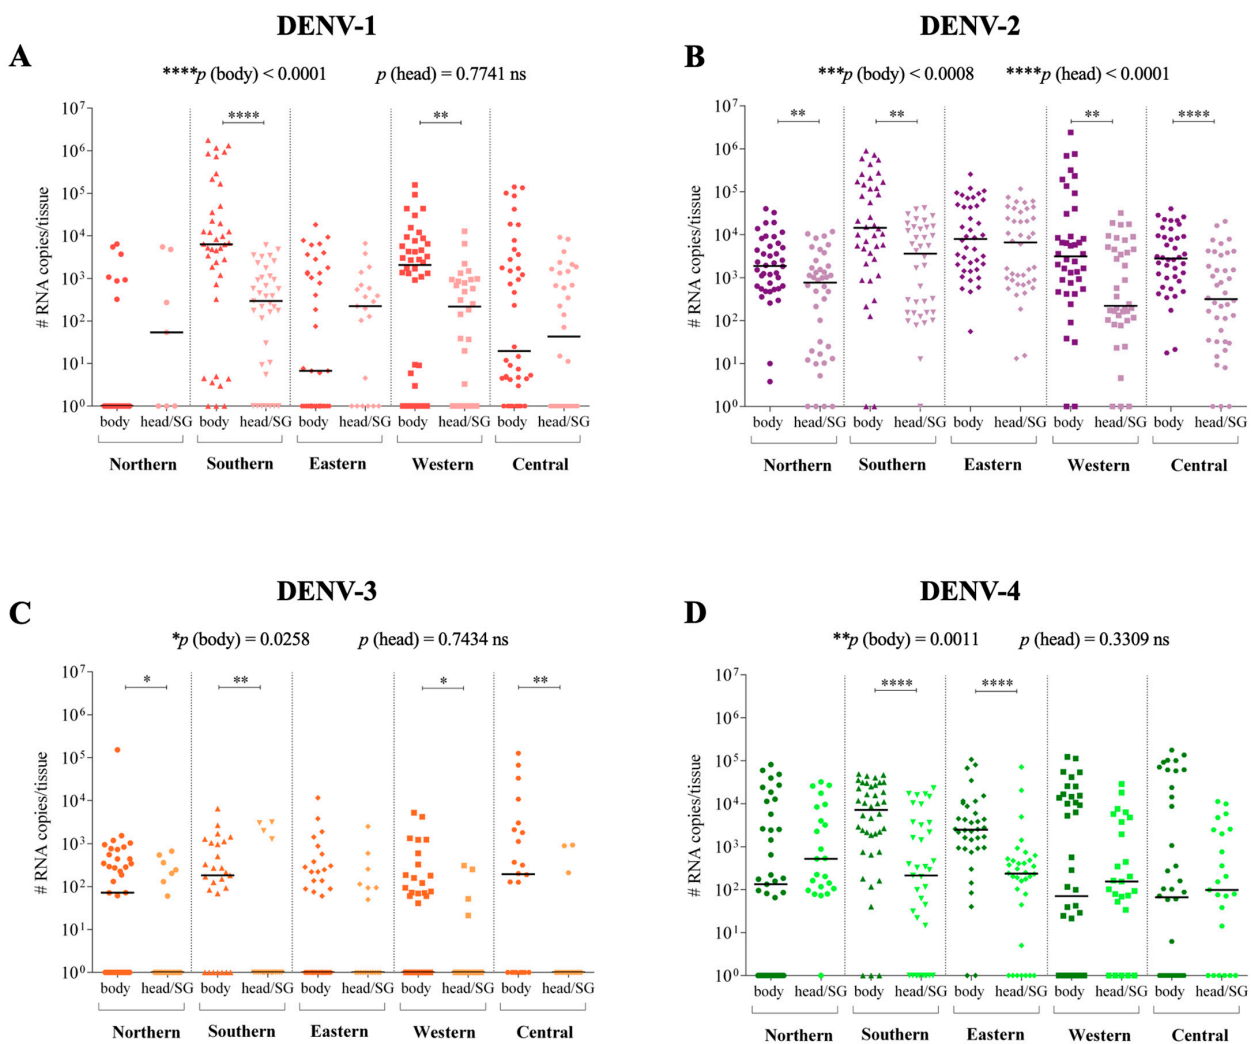 DENV-1
A
****p (body) < 0.0001 p (head) = 0.7741 ns
# RNA copies/tissue
10⁷
10⁶
10⁵
10⁴
10³
10²
10¹
10⁰
**** **
body head/SG body head/SG body head/SG body head/SG body head/SG
Northern Southern Eastern Western Central
DENV-2
B
***p (body) < 0.0008 ****p (head) < 0.0001
# RNA copies/tissue
10⁷
10⁶
10⁵
10⁴
10³
10²
10¹
10⁰
** ** ** ****
body head/SG body head/SG body head/SG body head/SG body head/SG
Northern Southern Eastern Western Central
DENV-3
C
*p (body) = 0.0258 p (head) = 0.7434 ns
# RNA copies/tissue
10⁷
10⁶
10⁵
10⁴
10³
10²
10¹
10⁰
* ** * **
body head/SG body head/SG body head/SG body head/SG body head/SG
Northern Southern Eastern Western Central
DENV-4
D
**p (body) = 0.0011 p (head) = 0.3309 ns
# RNA copies/tissue
10⁷
10⁶
10⁵
10⁴
10³
10²
10¹
10⁰
**** ****
body head/SG body head/SG body head/SG body head/SG body head/SG
Northern Southern Eastern Western Central